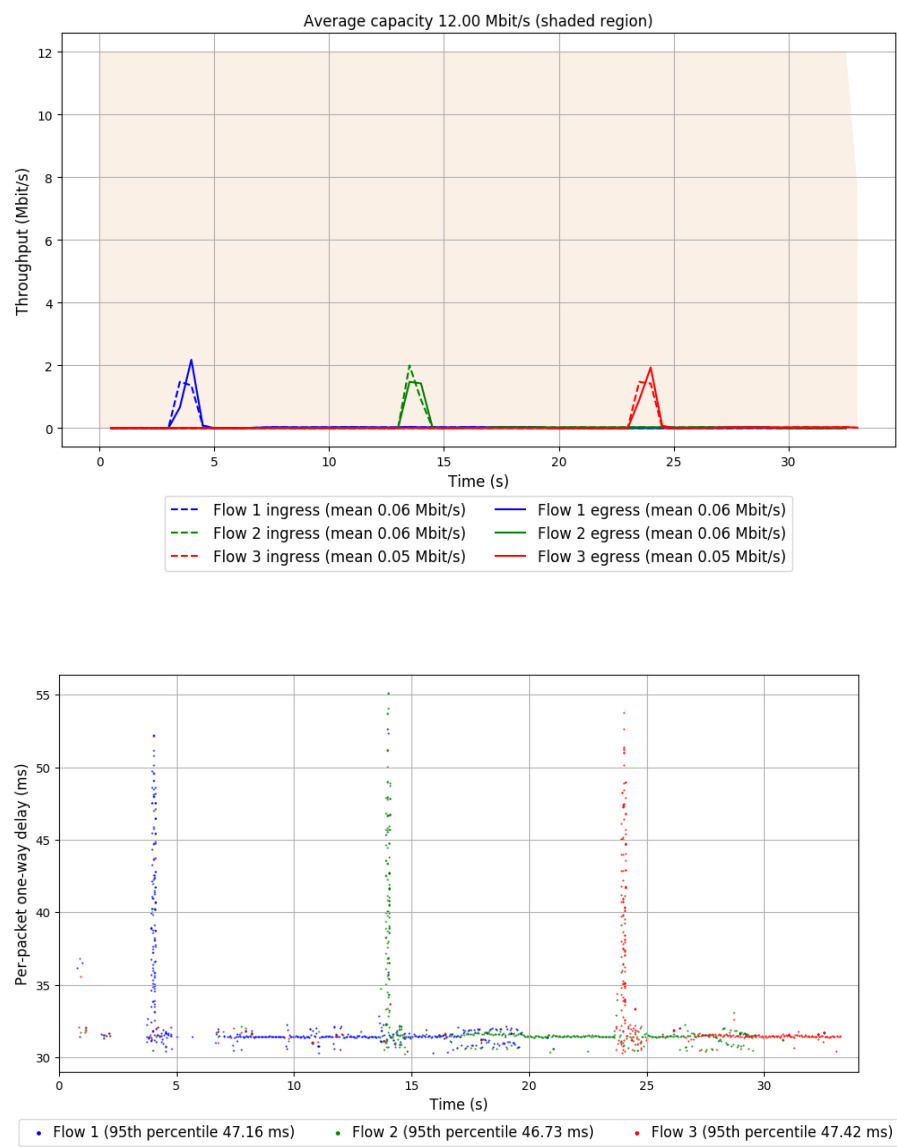 Average capacity 12.00 Mbit/s (shaded region)
12
10
8
6
4
2
0
Throughput (Mbit/s)
0 5 10 15 20 25 30
Time (s)
Flow 1 ingress (mean 0.06 Mbit/s) Flow 1 egress (mean 0.06 Mbit/s)
Flow 2 ingress (mean 0.06 Mbit/s) Flow 2 egress (mean 0.06 Mbit/s)
Flow 3 ingress (mean 0.05 Mbit/s) Flow 3 egress (mean 0.05 Mbit/s)
55
50
45
40
35
30
Per-packet one-way delay (ms)
0 5 10 15 20 25 30
Time (s)
Flow 1 (95th percentile 47.16 ms) Flow 2 (95th percentile 46.73 ms) Flow 3 (95th percentile 47.42 ms)